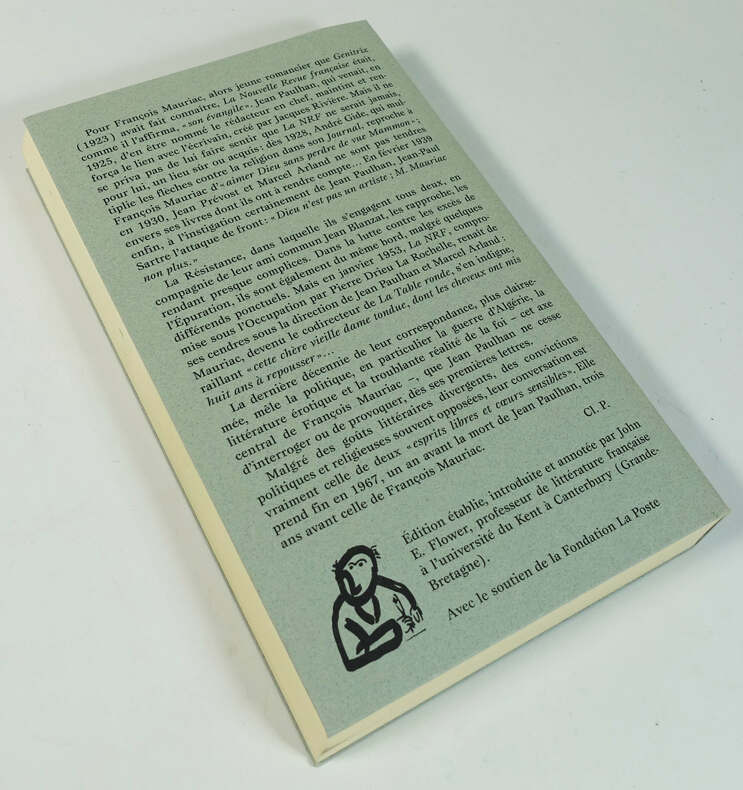 Pour François Mauriac, alors jeune romancier que Genitrix
(1923) avait fait connaître, La Nouvelle Revue française était,
comme il l'affirma, «son évangile». Jean Paulhan, qui venait, en
1925, d'en être nommé le rédacteur en chef, maintint et ren-
força le lien avec l'écrivain, créé par Jacques Rivière. Mais il ne
se priva pas de lui faire sentir que La NRF ne serait jamais,
pour lui, un lieu sûr ou acquis: dès 1928, André Gide, qui mul-
tiplie les flèches contre la religion dans son Journal, reproche à
François Mauriac d'«aimer Dieu sans perdre de vue Mammon»;
en 1930, Jean Prévost et Marcel Arland ne sont pas tendres
envers ses livres dont ils ont à rendre compte... En février 1939
enfin, à l'instigation certainement de Jean Paulhan, Jean-Paul
Sartre l'attaque de front: «Dieu n'est pas un artiste; M. Mauriac
non plus.»
La Résistance, dans laquelle ils s'engagent tous deux, en
compagnie de leur ami commun Jean Blanzat, les rapproche, les
rendant presque complices. Dans la lutte contre les excès de
l'Épuration, ils sont également du même bord, malgré quelques
différends ponctuels. Mais en janvier 1953, La NRF, compro-
mise sous l'Occupation par Pierre Drieu La Rochelle, renaît de
ses cendres sous la direction de Jean Paulhan et Marcel Arland;
Mauriac, devenu le codirecteur de La Table ronde, s'en indigne,
raillant «cette chère vieille dame tondue, dont les cheveux ont mis
huit ans à repousser»...
La dernière décennie de leur correspondance, plus clairse-
mée, mêle la politique, en particulier la guerre d'Algérie, la
littérature érotique et la troublante réalité de la foi – cet axe
central de François Mauriac –, que Jean Paulhan ne cesse
d'interroger ou de provoquer, dès ses premières lettres.
Malgré des goûts littéraires divergents, des convictions
politiques et religieuses souvent opposées, leur conversation est
vraiment celle de deux «esprits libres et cœurs sensibles». Elle
prend fin en 1967, un an avant la mort de Jean Paulhan, trois
ans avant celle de François Mauriac.
Cl. P.
Édition établie, introduite et annotée par John
E. Flower, professeur de littérature française
à l'université du Kent à Canterbury (Grande-
Bretagne).
Avec le soutien de la Fondation La Poste